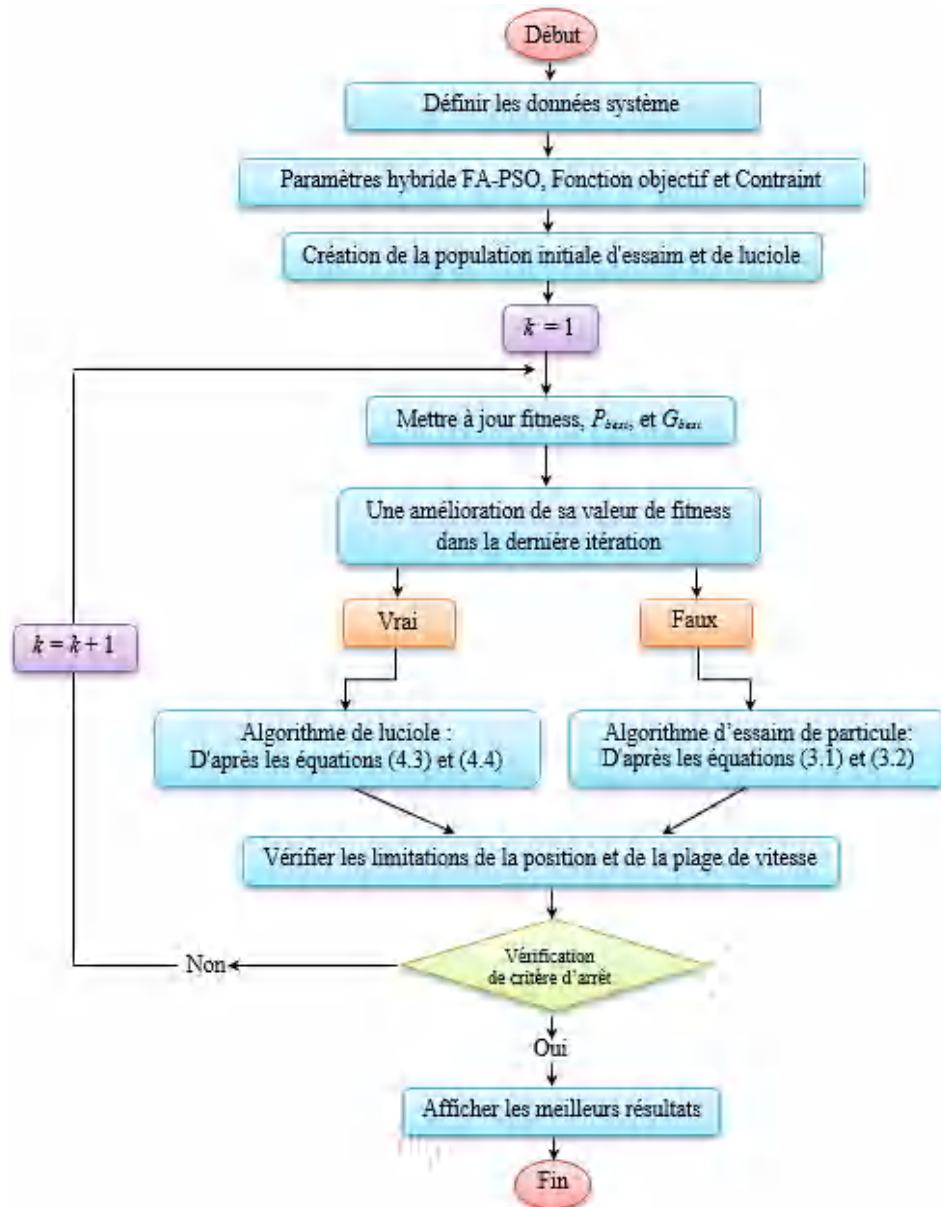 Début
Définir les données système
Paramètres hybride FA-PSO, Fonction objectif et Contraint
Création de la population initiale d'essaim et de luciole
k = 1
Mettre à jour fitness, Pbest, et Gbest
Une amélioration de sa valeur de fitness
dans la dernière itération
Vrai
Faux
k = k + 1
Algorithme de luciole :
D'après les équations (4.3) et (4.4)
Algorithme d’essaim de particule:
D'après les équations (3.1) et (3.2)
Vérifier les limitations de la position et de la plage de vitesse
Vérification
de critère d’arrêt
Non
Oui
Afficher les meilleurs résultats
Fin